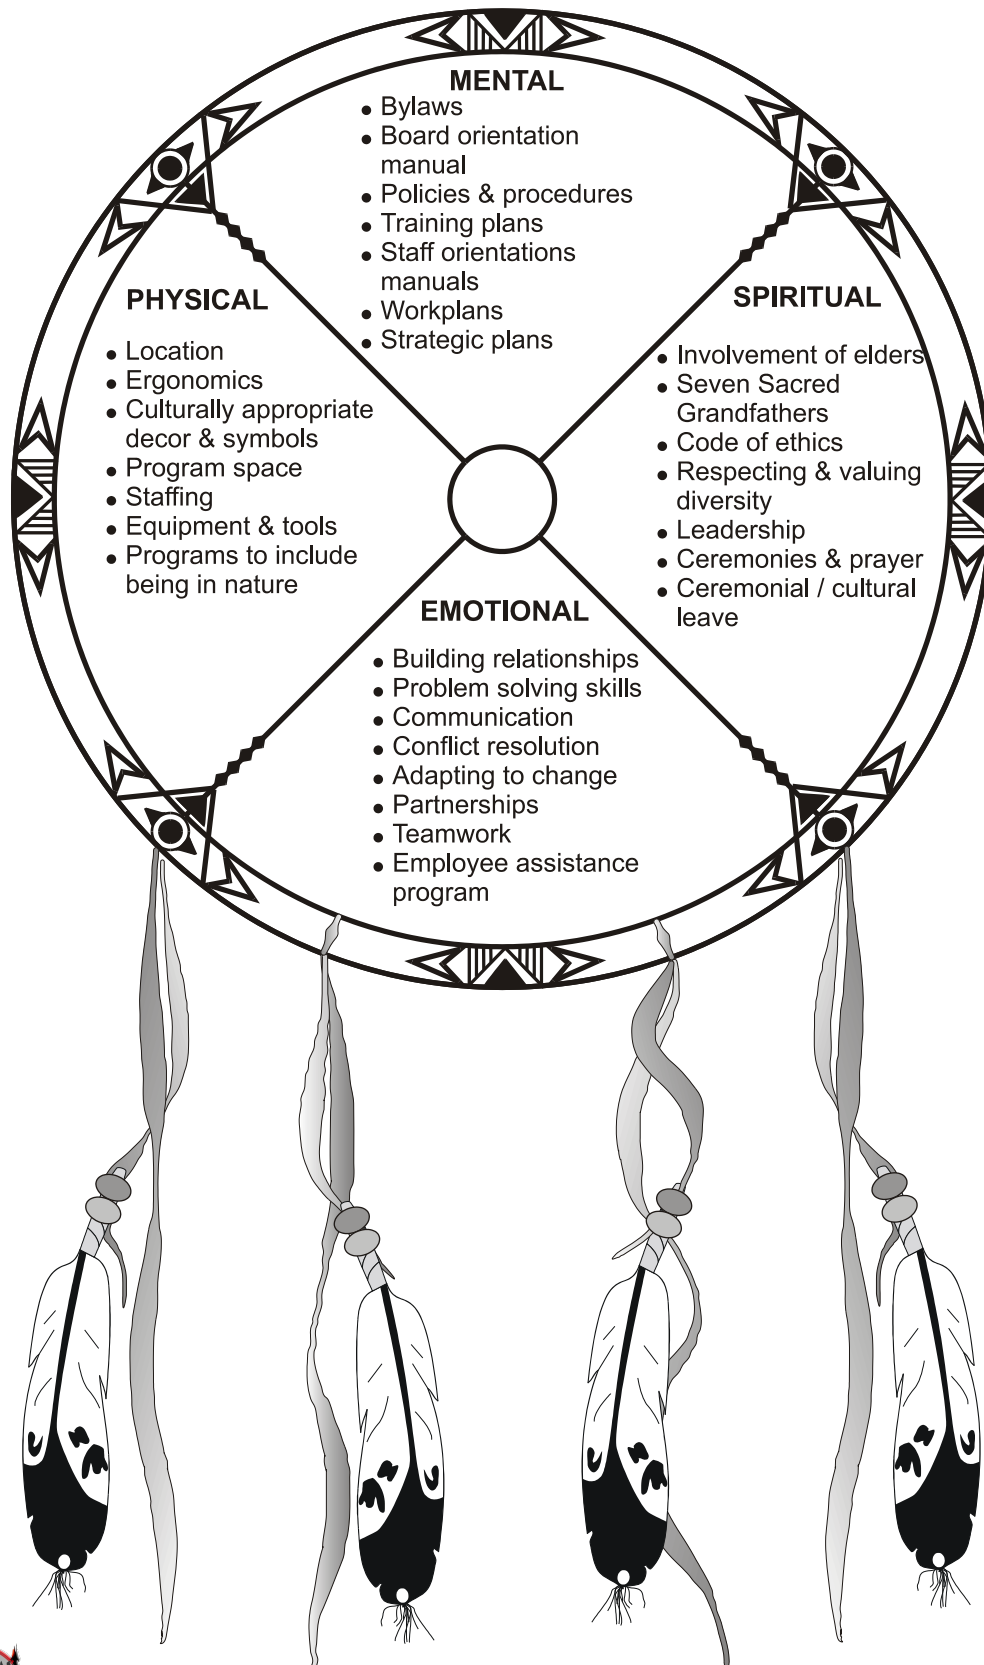 MENTAL
• Bylaws
• Board orientation
manual
• Policies & procedures
• Training plans
• Staff orientations
manuals
• Workplans
• Strategic plans
PHYSICAL
• Location
• Ergonomics
• Culturally appropriate
decor & symbols
• Program space
• Staffing
• Equipment & tools
• Programs to include
being in nature
SPIRITUAL
• Involvement of elders
• Seven Sacred
Grandfathers
• Code of ethics
• Respecting & valuing
diversity
• Leadership
• Ceremonies & prayer
• Ceremonial / cultural
leave
EMOTIONAL
• Building relationships
• Problem solving skills
• Communication
• Conflict resolution
• Adapting to change
• Partnerships
• Teamwork
• Employee assistance
program